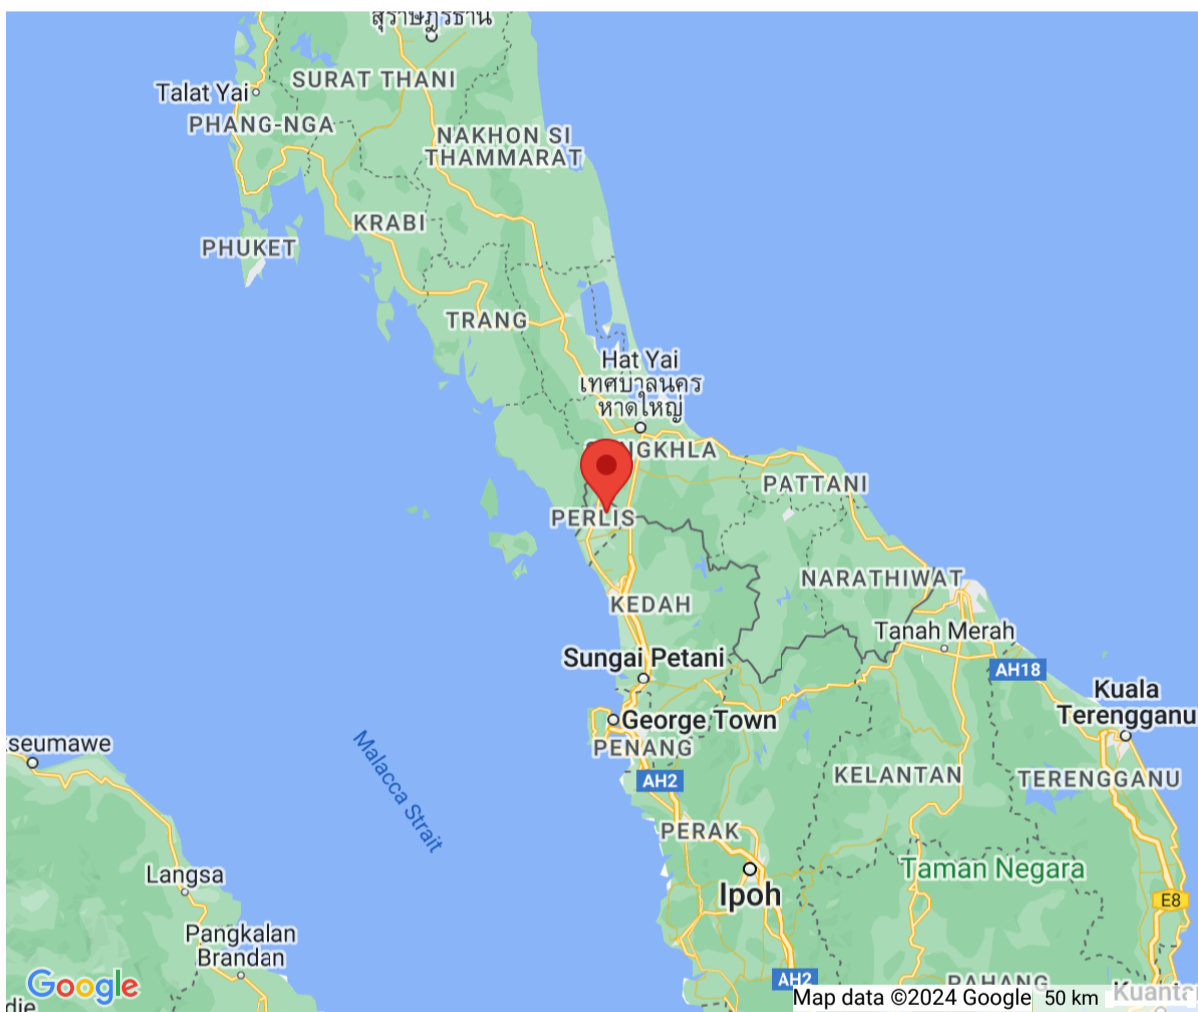 สุราษฎร์ธานี
Talat Yai
SURAT THANI
PHANG-NGA
NAKHON SI
THAMMARAT
KRABI
PHUKET
TRANG
Hat Yai
เทศบาลนคร
หาดใหญ่
PATTANI
PERLIS
NARATHIWAT
KEDAH
Tanah Merah
Sungai Petani
AH18
Kuala
Terengganu
George Town
PENANG
Malacca Strait
AH2
KELANTAN
TERENGGANU
PERAK
Taman Negara
Langsa
Ipoh
E8
Pangkalan
Brandan
AH2
PAHANG
Google
Map data ©2024 Google
50 km